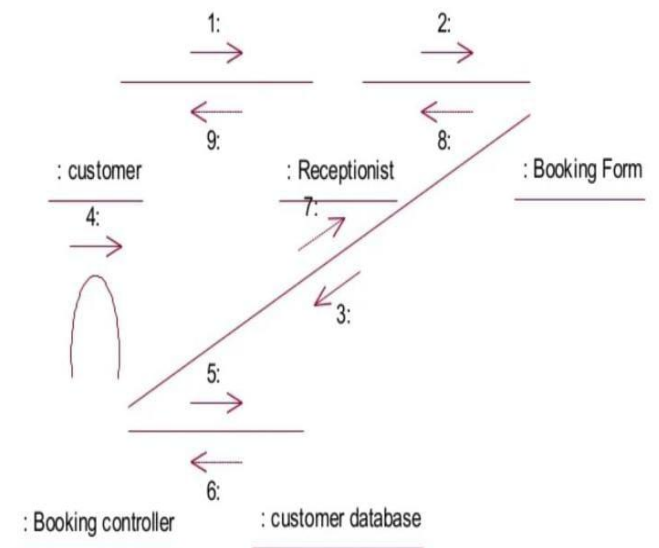 1:
2:
9:
8:
: customer
: Receptionist
: Booking Form
4:
7:
3:
5:
6:
: Booking controller
: customer database